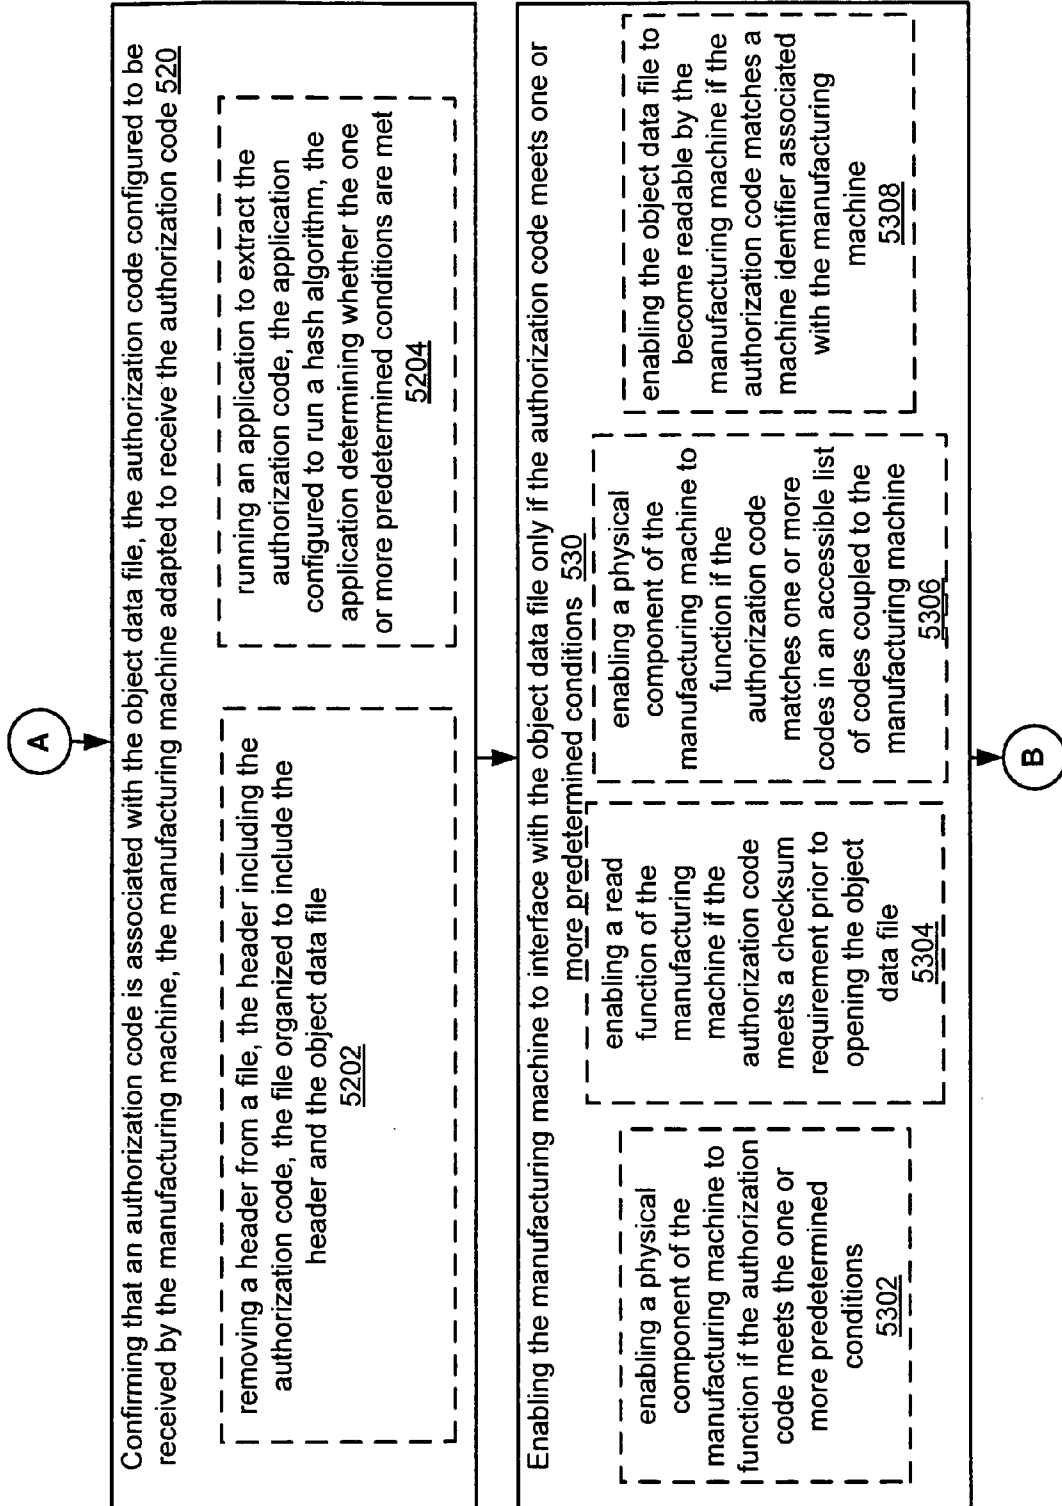 A
Confirming that an authorization code is associated with the object data file, the authorization code configured to be
received by the manufacturing machine, the manufacturing machine adapted to receive the authorization code 520
removing a header from a file, the header including the
authorization code, the file organized to include the
header and the object data file
5202
running an application to extract the
authorization code, the application
configured to run a hash algorithm, the
application determining whether the one
or more predetermined conditions are met
5204
Enabling the manufacturing machine to interface with the object data file only if the authorization code meets one or
more predetermined conditions 530
enabling a physical
component of the
manufacturing machine to
function if the authorization
code meets the one or
more predetermined
conditions
5302
enabling a read
function of the
manufacturing
machine if the
authorization code
meets a checksum
requirement prior to
opening the object
data file
5304
enabling a physical
component of the
manufacturing machine to
function if the
authorization code
matches one or more
codes in an accessible list
of codes coupled to the
manufacturing machine
5306
enabling the object data file to
become readable by the
manufacturing machine if the
authorization code matches a
machine identifier associated
with the manufacturing
machine
5308
B